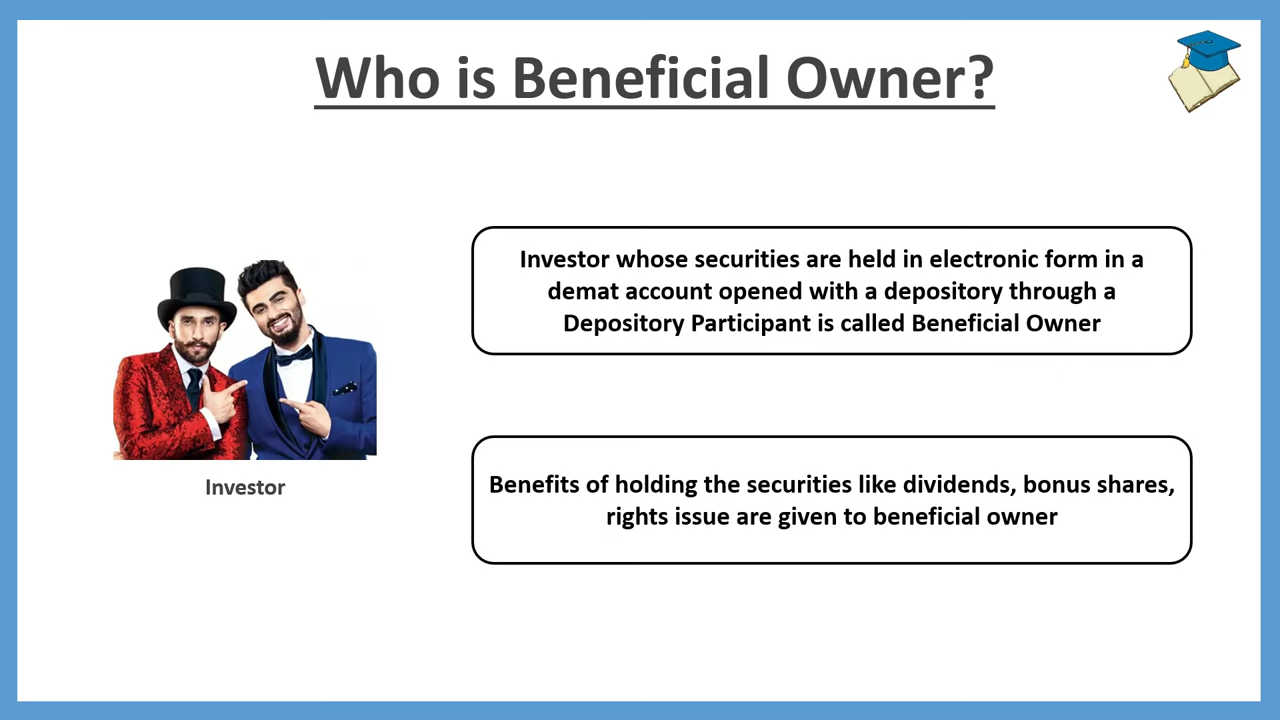 Who is Beneficial Owner?
Investor whose securities are held in electronic form in a
demat account opened with a depository through a
Depository Participant is called Beneficial Owner
Investor
Benefits of holding the securities like dividends, bonus shares,
rights issue are given to beneficial owner